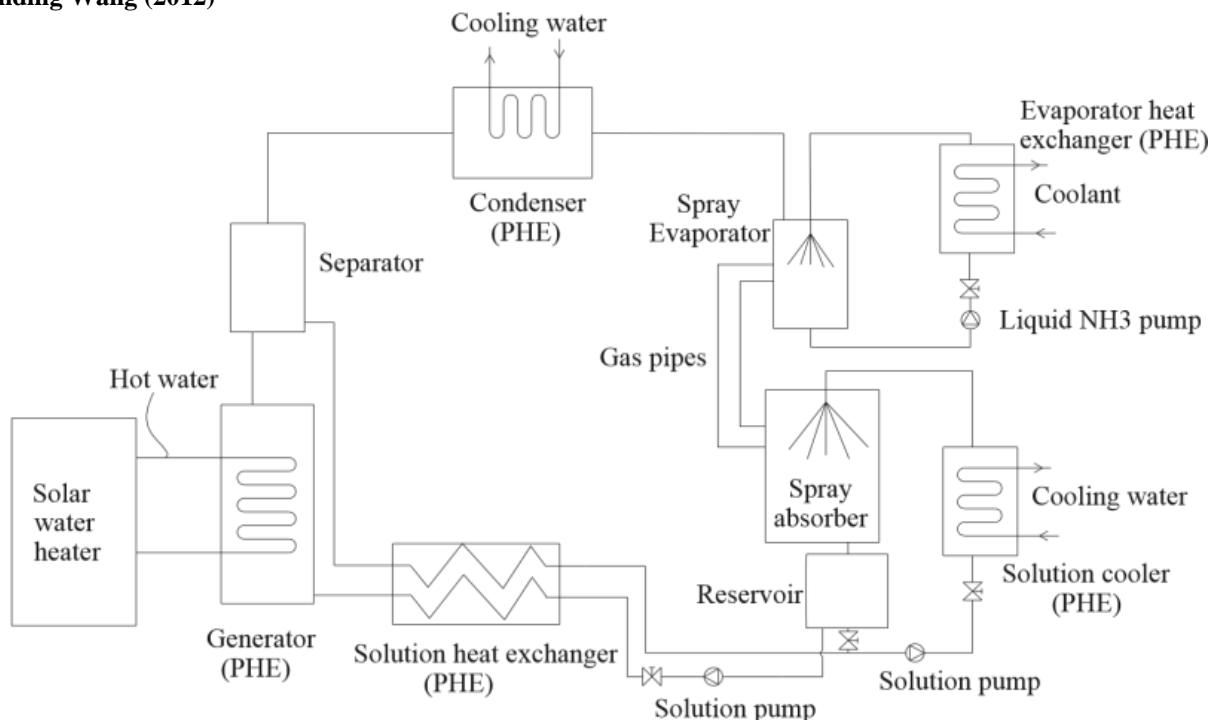 Cooling water
Evaporator heat
exchanger (PHE)
Coolant
Condenser
(PHE)
Spray
Evaporator
Separator
Liquid NH3 pump
Gas pipes
Hot water
Solar
water
heater
Spray
absorber
Cooling water
Reservoir
Solution cooler
(PHE)
Generator
(PHE)
Solution heat exchanger
(PHE)
Solution pump
Solution pump